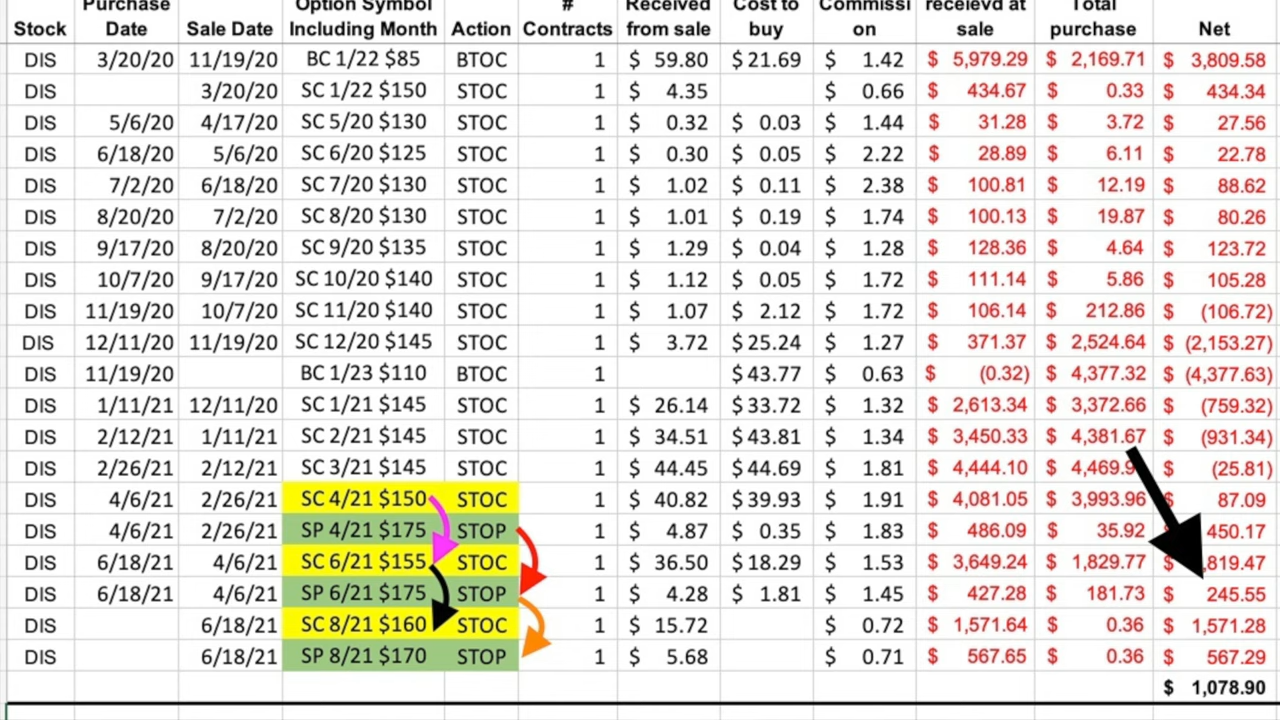 Purchase Option Symbol # Received Cost to Commissi receievd at Total
Stock Date Sale Date Including Month Action Contracts from sale buy on sale purchase Net
DIS 3/20/20 11/19/20 BC 1/22 $85 BTOC 1 $ 59.80 $ 21.69 $ 1.42 $ 5,979.29 $ 2,169.71 $ 3,809.58
DIS 3/20/20 SC 1/22 $150 STOC 1 $ 4.35 $ 0.66 $ 434.67 $ 0.33 $ 434.34
DIS 5/6/20 4/17/20 SC 5/20 $130 STOC 1 $ 0.32 $ 0.03 $ 1.44 $ 31.28 $ 3.72 $ 27.56
DIS 6/18/20 5/6/20 SC 6/20 $125 STOC 1 $ 0.30 $ 0.05 $ 2.22 $ 28.89 $ 6.11 $ 22.78
DIS 7/2/20 6/18/20 SC 7/20 $130 STOC 1 $ 1.02 $ 0.11 $ 2.38 $ 100.81 $ 12.19 $ 88.62
DIS 8/20/20 7/2/20 SC 8/20 $130 STOC 1 $ 1.01 $ 0.19 $ 1.74 $ 100.13 $ 19.87 $ 80.26
DIS 9/17/20 8/20/20 SC 9/20 $135 STOC 1 $ 1.29 $ 0.04 $ 1.28 $ 128.36 $ 4.64 $ 123.72
DIS 10/7/20 9/17/20 SC 10/20 $140 STOC 1 $ 1.12 $ 0.05 $ 1.72 $ 111.14 $ 5.86 $ 105.28
DIS 11/19/20 10/7/20 SC 11/20 $140 STOC 1 $ 1.07 $ 2.12 $ 1.72 $ 106.14 $ 212.86 $ (106.72)
DIS 12/11/20 11/19/20 SC 12/20 $145 STOC 1 $ 3.72 $ 25.24 $ 1.27 $ 371.37 $ 2,524.64 $ (2,153.27)
DIS 11/19/20 BC 1/23 $110 BTOC 1 $ 43.77 $ 0.63 $ (0.32) $ 4,377.32 $ (4,377.63)
DIS 1/11/21 12/11/20 SC 1/21 $145 STOC 1 $ 26.14 $ 33.72 $ 1.32 $ 2,613.34 $ 3,372.66 $ (759.32)
DIS 2/12/21 1/11/21 SC 2/21 $145 STOC 1 $ 34.51 $ 43.81 $ 1.34 $ 3,450.33 $ 4,381.67 $ (931.34)
DIS 2/26/21 2/12/21 SC 3/21 $145 STOC 1 $ 44.45 $ 44.69 $ 1.81 $ 4,444.10 $ $ (25.81)
DIS 4/6/21 2/26/21 SC 4/21 $150 STOC 1 $ 40.82 $ 39.93 $ 1.91 $ 4,081.05 $ 3,993.96 $ 87.09
DIS 4/6/21 2/26/21 SP 4/21 $175 STOP 1 $ 4.87 $ 0.35 $ 1.83 $ 486.09 $ 35.92 450.17
DIS 6/18/21 4/6/21 SC 6/21 $155 STOC 1 $ 36.50 $ 18.29 $ 1.53 $ 3,649.24 $ 1,829.77 $
DIS 6/18/21 4/6/21 SP 6/21 $175 STOP 1 $ 4.28 $ 1.81 $ 1.45 $ 427.28 $ 181.73 $ 245.55
DIS 6/18/21 SC 8/21 $160 STOC 1 $ 15.72 $ 0.72 $ 1,571.64 $ 0.36 $ 1,571.28
DIS 6/18/21 SP 8/21 $170 STOP 1 $ 5.68 $ 0.71 $ 567.65 $ 0.36 $ 567.29
$ 1,078.90